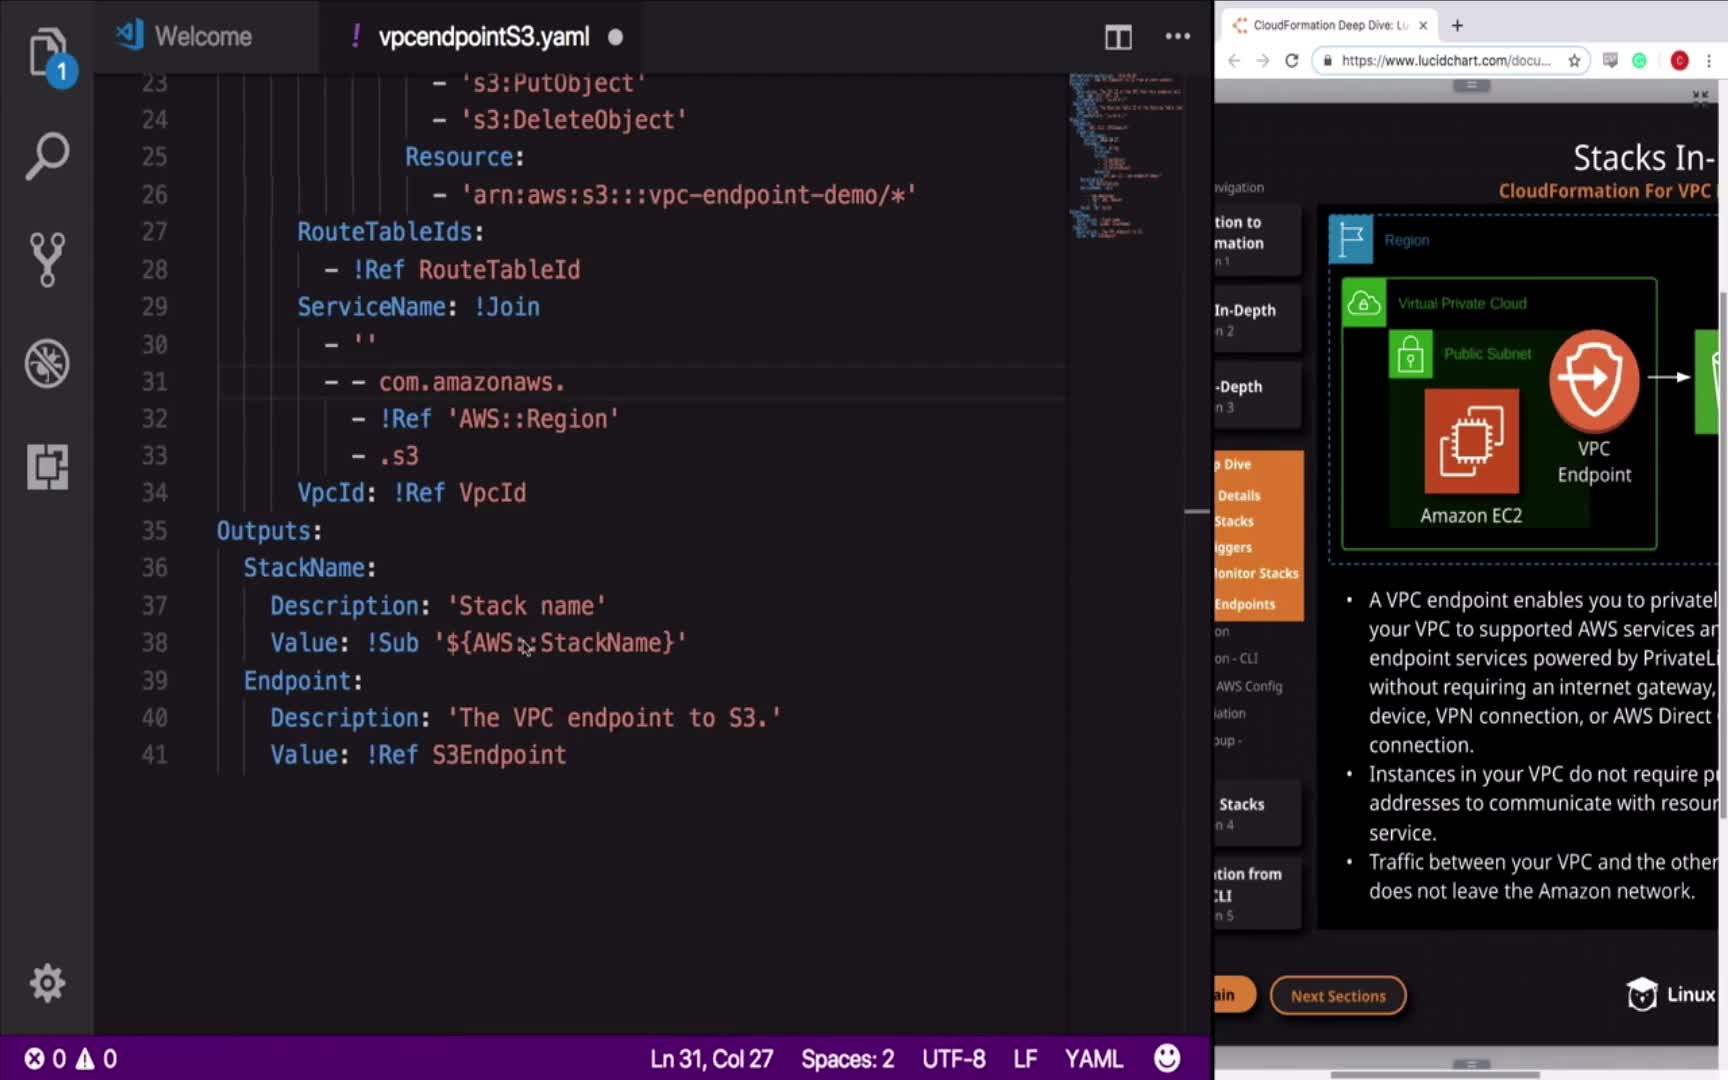 Welcome
! vpcendpointS3.yaml
1
23 - 's3:PutObject'
24 - 's3:DeleteObject'
25 Resource:
26 - 'arn:aws:s3:::vpc-endpoint-demo/*'
27 RouteTableIds:
28 - !Ref RouteTableId
29 ServiceName: !Join
30 - ''
31 - - com.amazonaws.
32 - !Ref 'AWS::Region'
33 - .s3
34 VpcId: !Ref VpcId
35 Outputs:
36 StackName:
37 Description: 'Stack name'
38 Value: !Sub '${AWS::StackName}'
39 Endpoint:
40 Description: 'The VPC endpoint to S3.'
41 Value: !Ref S3Endpoint
0 0
Ln 31, Col 27 Spaces: 2 UTF-8 LF YAML
CloudFormation Deep Dive: Lu
https://www.lucidchart.com/docu...
Stacks In-
CloudFormation For VPC
avigation
tion to
mation
n 1
In-Depth
n 2
-Depth
n 3
p Dive
Details
Stacks
iggers
Monitor Stacks
Endpoints
on
on - CLI
AWS Config
iation
oup -
Stacks
n 4
tion from
CLI
n 5
Region
Virtual Private Cloud
Public Subnet
VPC
Endpoint
Amazon EC2
• A VPC endpoint enables you to privatel
your VPC to supported AWS services an
endpoint services powered by PrivateLi
without requiring an internet gateway,
device, VPN connection, or AWS Direct
connection.
• Instances in your VPC do not require pu
addresses to communicate with resour
service.
• Traffic between your VPC and the other
does not leave the Amazon network.
ain
Next Sections
Linux